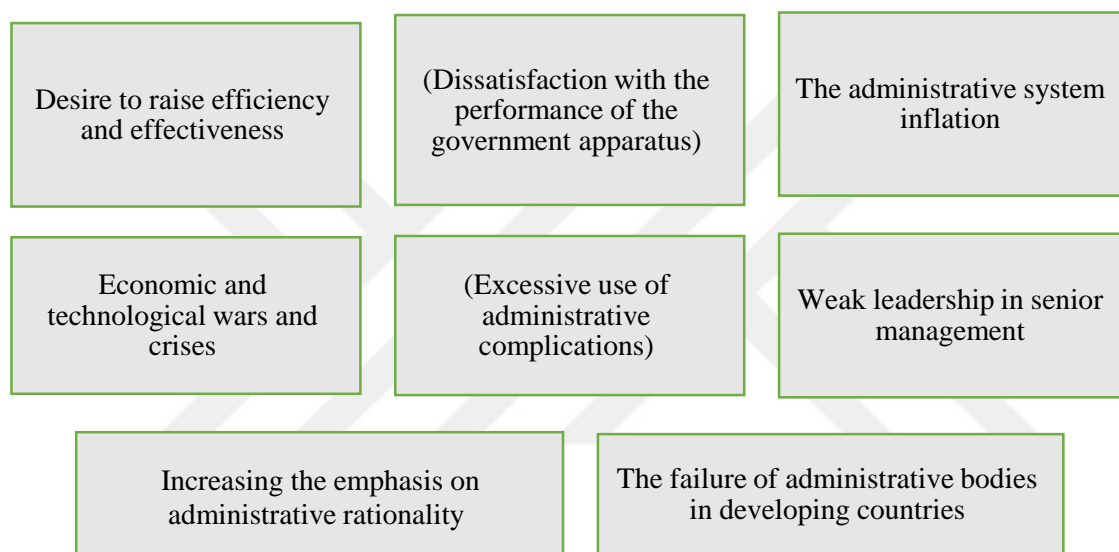 Desire to raise efficiency
and effectiveness
(Dissatisfaction with the
performance of the
government apparatus)
The administrative system
inflation
Economic and
technological wars and
crises
(Excessive use of
administrative
complications)
Weak leadership in senior
management
Increasing the emphasis on
administrative rationality
The failure of administrative bodies
in developing countries